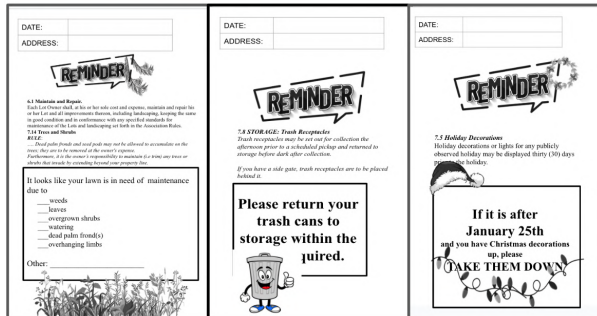 DATE:
ADDRESS:
REMINDER
6.1 Maintain and Repair.
Each Lot Owner shall, at his or her sole cost and expense, maintain and repair his
or her Lot and all improvements thereon, including landscaping, keeping the same
in good condition and in conformance with any specified standards for
maintenance of the Lots and landscaping set forth in the Association Rules.
7.14 Trees and Shrubs
RULE
.... Dead palm fronds and seed pods may not be allowed to accumulate on the
trees; they are to be removed at the owner's expense.
Furthermore, it is the owner's responsibility to maintain (i.e trim) any trees or
shrubs that intrude by extending beyond your property line.
It looks like your lawn is in need of maintenance
due to
___weeds
___leaves
___overgrown shrubs
___watering
___dead palm frond(s)
___overhanging limbs
Other:
DATE:
ADDRESS:
REMINDER
7.8 STORAGE: Trash Receptacles
Trash receptacles may be set out for collection the
afternoon prior to a scheduled pickup and returned to
storage before dark after collection.
If you have a side gate, trash receptacles are to be placed
behind it.
Please return your
trash cans to
storage within the
quired.
DATE:
ADDRESS:
REMINDER
7.5 Holiday Decorations
Holiday decorations or lights for any publicly
observed holiday may be displayed thirty (30) days
the holiday.
If it is after
January 25th
and you have Christmas decorations
up, please
TAKE THEM DOWN